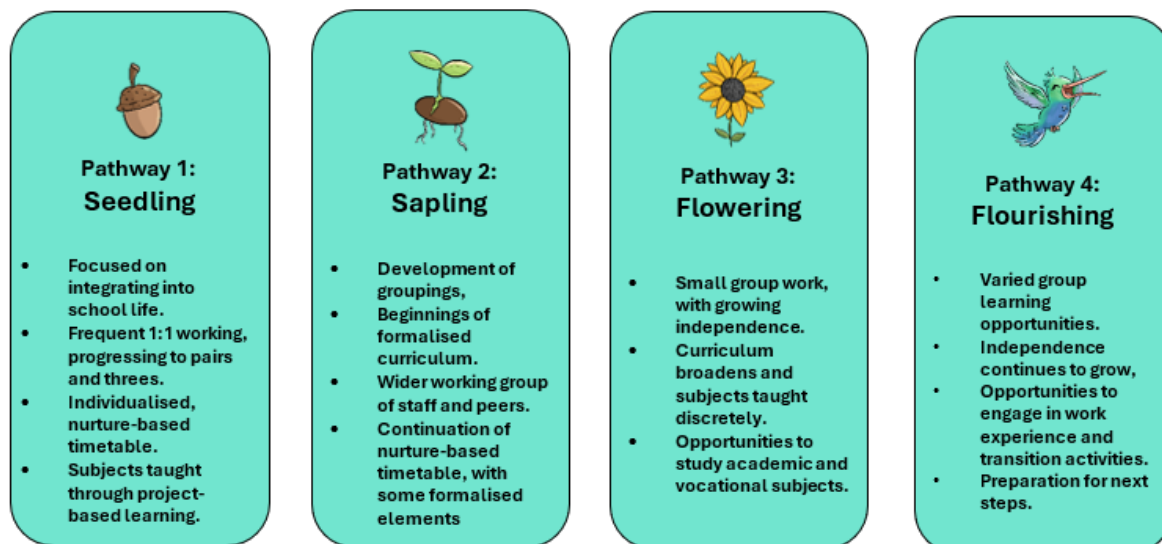 Pathway 1:
Seedling
• Focused on
integrating into
school life.
• Frequent 1:1 working,
progressing to pairs
and threes.
• Individualised,
nurture-based
timetable.
• Subjects taught
through project-
based learning.
Pathway 2:
Sapling
• Development of
groupings,
• Beginnings of
formalised
curriculum.
• Wider working group
of staff and peers.
• Continuation of
nurture-based
timetable, with
some formalised
elements
Pathway 3:
Flowering
• Small group work,
with growing
independence.
• Curriculum
broadens and
subjects taught
discretely.
• Opportunities to
study academic and
vocational subjects.
Pathway 4:
Flourishing
• Varied group
learning
opportunities.
• Independence
continues to grow,
• Opportunities to
engage in work
experience and
transition activities.
• Preparation for next
steps.